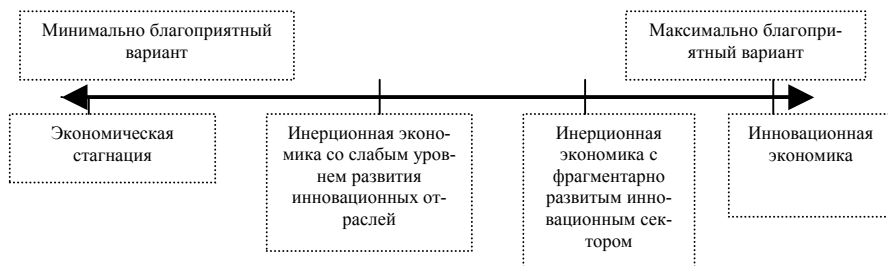 Минимально благоприятный
вариант
Максимально благопри-
ятный вариант
Экономическая
стагнация
Инерционная эконо-
мика со слабым уров-
нем развития
инновационных от-
раслей
Инерционная
экономика с
фрагментарно
развитым инно-
вационным сек-
тором
Инновационная
экономика